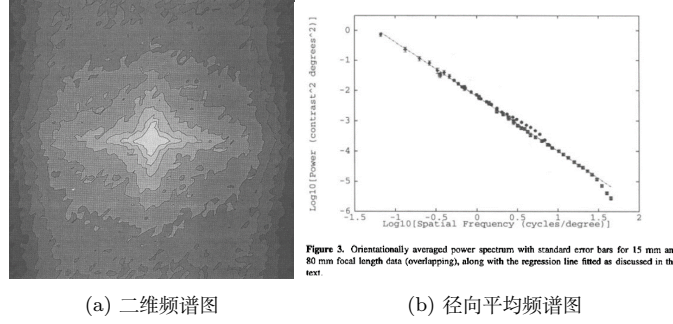 Log10[Power (contrast^2 degrees^2)]
0
-1
-2
-3
-4
-5
-6
-1.5
-1
-0.5
0
0.5
1
1.5
2
Log10[Spatial Frequency (cycles/degree)]
Figure 3. Orientationally averaged power spectrum with standard error bars for 15 mm an
80 mm focal length data (overlapping), along with the regression line fitted as discussed in th
text.
(a) 二维频谱图
(b) 径向平均频谱图